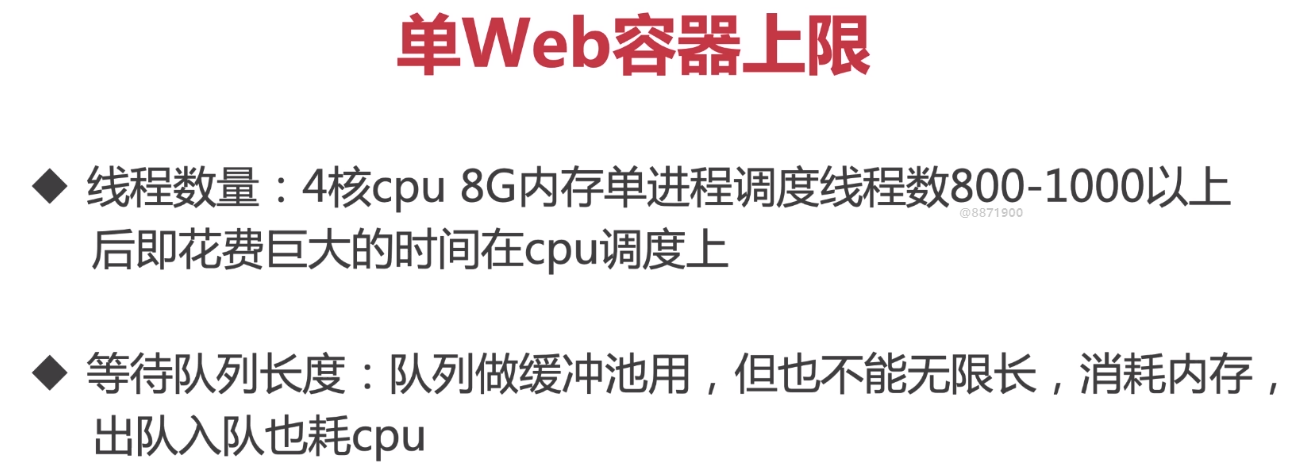 单Web容器上限
◆ 线程数量：4核cpu 8G内存单进程调度线程数800-1000以上
@8871900
后即花费巨大的时间在cpu调度上
◆ 等待队列长度：队列做缓冲池用，但也不能无限长，消耗内存，
出队入队也耗cpu